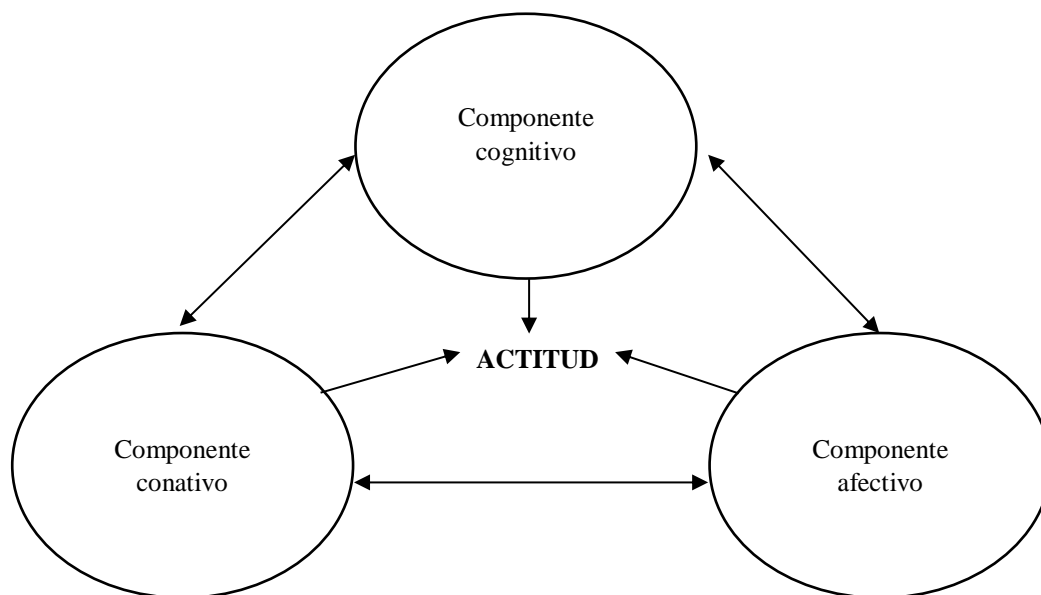 Componente
cognitivo
ACTITUD
Componente
conativo
Componente
afectivo